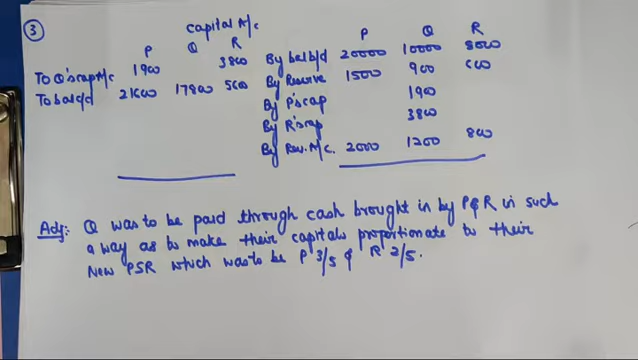 3
capital A/c
P Q R P Q R
To Q's cap A/c 1900 3800 By bal b/d 20000 10000 8000
To bal c/d 21600 17800 5600 By Reserve 1500 900 600
By P's cap 1900
By R's cap 3800
By Rev. A/c. 2000 1200 800
Adj: Q was to be paid through cash brought in by P & R in such
a way as to make their capitals proportionate to their
New PSR which was to be P 3/5 & R 2/5.